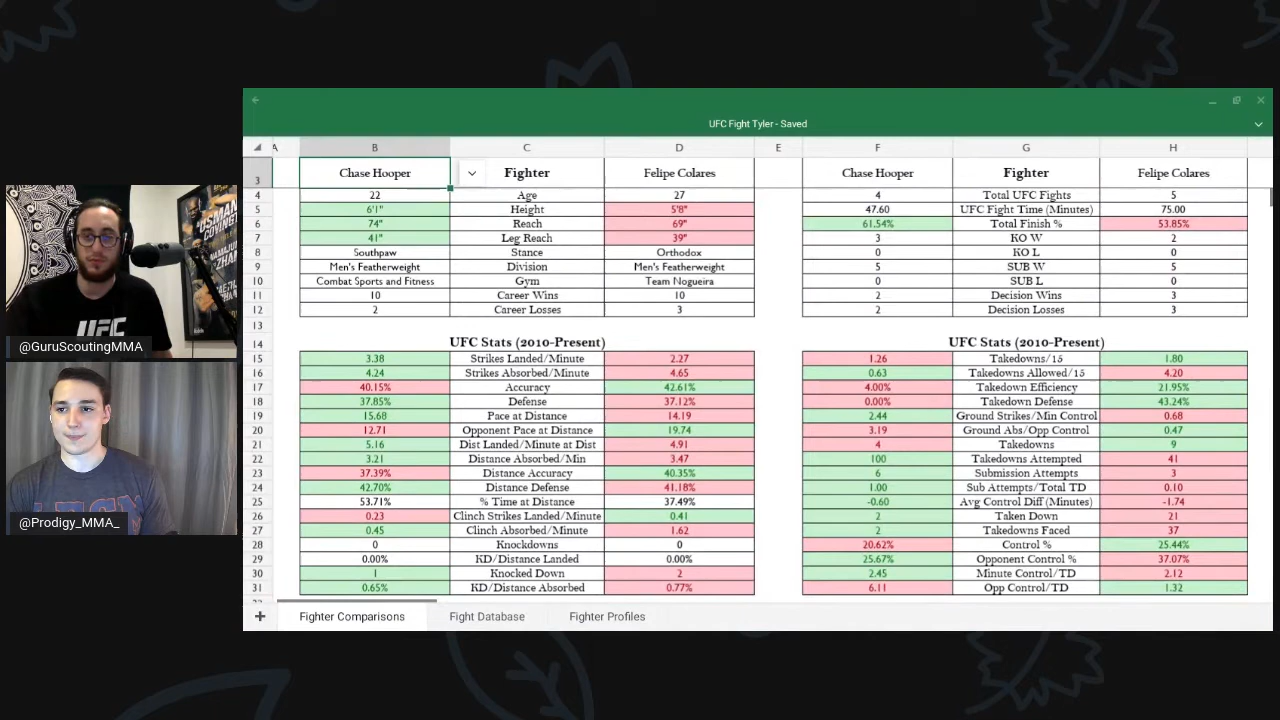 UFC Fight Tyler - Saved
A B C D E F G H
3 Chase Hooper Fighter Felipe Colares Chase Hooper Fighter Felipe Colares
4 22 Age 27 4 Total UFC Fights 5
5 6'1" Height 5'8" 47.60 UFC Fight Time (Minutes) 75.00
6 74" Reach 69" 61.54% Total Finish % 53.85%
7 41" Leg Reach 39" 3 KO W 2
8 Southpaw Stance Orthodox 0 KO L 0
9 Men's Featherweight Division Men's Featherweight 5 SUB W 5
10 Combat Sports and Fitness Gym Team Nogueira 0 SUB L 0
11 10 Career Wins 10 2 Decision Wins 3
12 2 Career Losses 3 2 Decision Losses 3
13
14 UFC Stats (2010-Present) UFC Stats (2010-Present)
15 3.38 Strikes Landed/Minute 2.27 1.26 Takedowns/15 1.80
16 4.24 Strikes Absorbed/Minute 4.65 0.63 Takedowns Allowed/15 4.20
17 40.15% Accuracy 42.61% 4.00% Takedown Efficiency 21.95%
18 37.85% Defense 37.12% 0.00% Takedown Defense 43.24%
19 15.68 Pace at Distance 14.19 2.44 Ground Strikes/Min Control 0.68
20 12.71 Opponent Pace at Distance 19.74 3.19 Ground Abs/Opp Control 0.47
21 5.16 Dist Landed/Minute at Dist 4.91 4 Takedowns 9
22 3.21 Distance Absorbed/Min 3.47 100 Takedowns Attempted 41
23 37.39% Distance Accuracy 40.35% 6 Submission Attempts 3
24 42.70% Distance Defense 41.18% 1.00 Sub Attempts/Total TD 0.10
25 53.71% % Time at Distance 37.49% -0.60 Avg Control Diff (Minutes) -1.74
26 0.23 Clinch Strikes Landed/Minute 0.41 2 Taken Down 21
27 0.45 Clinch Absorbed/Minute 1.62 2 Takedowns Faced 37
28 0 Knockdowns 0 20.62% Control % 25.44%
29 0.00% KD/Distance Landed 0.00% 25.67% Opponent Control % 37.07%
30 1 Knocked Down 2 2.45 Minute Control/TD 2.12
31 0.65% KD/Distance Absorbed 0.77% 6.11 Opp Control/TD 1.32
Fighter Comparisons Fight Database Fighter Profiles
USMAN
COVINGTON
ZHANG
UFC
@GuruScoutingMMA
@Prodigy_MMA_